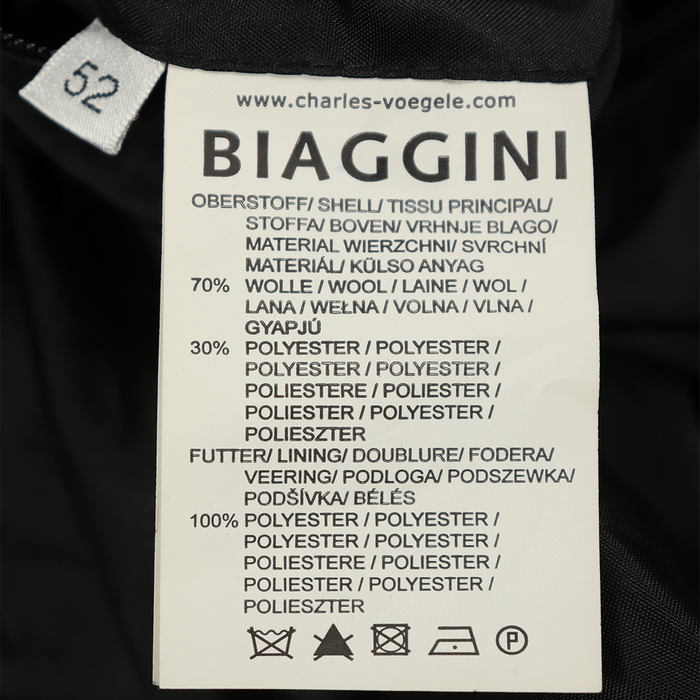 52
www.charles-voegele.com
BIAGGINI
OBERSTOFF/ SHELL/ TISSU PRINCIPAL/
STOFFA/ BOVEN/ VRHNJE BLAGO/
MATERIAL WIERZCHNI/ SVRCHNÍ
MATERIÁL/ KÜLSO ANYAG
70% WOLLE / WOOL / LAINE / WOL /
LANA / WEŁNA / VOLNA / VLNA /
GYAPJÚ
30% POLYESTER / POLYESTER /
POLYESTER / POLYESTER /
POLIESTERE / POLIESTER /
POLIESTER / POLYESTER /
POLIESZTER
FUTTER/ LINING/ DOUBLURE/ FODERA/
VEERING/ PODLOGA/ PODSZEWKA/
PODŠÍVKA/ BÉLÉS
100% POLYESTER / POLYESTER /
POLYESTER / POLYESTER /
POLIESTERE / POLIESTER /
POLIESTER / POLYESTER /
POLIESZTER
P